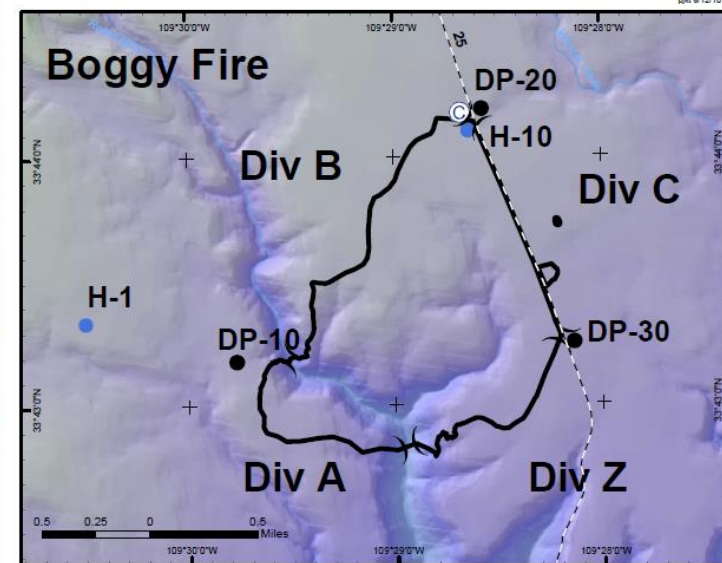 109°30'0"W
109°29'0"W
109°28'0"W
25
Boggy Fire
DP-20
C
H-10
33°44'0"N
33°44'0"N
Div B
Div C
H-1
DP-10
DP-30
33°43'0"N
33°43'0"N
Div A
Div Z
0.5
0.25
0
0.5
Miles
109°30'0"W
109°29'0"W
109°28'0"W